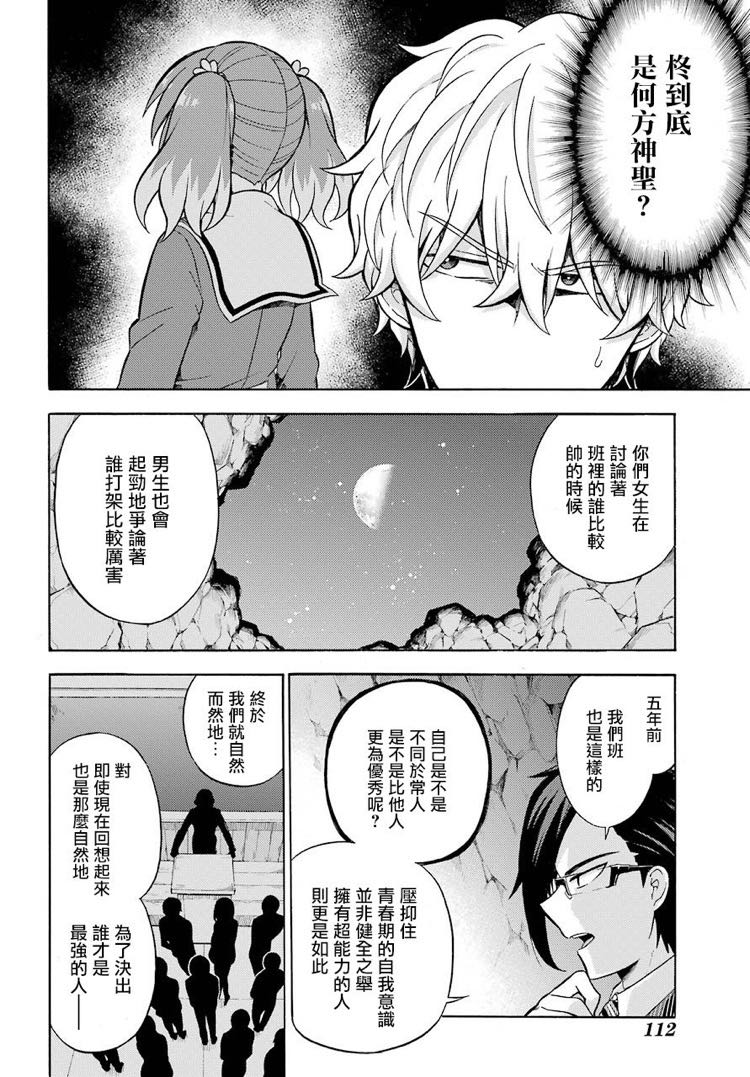 柊到底
是何方神聖？
你們女生在
討論著
班裡的誰比較
帥的時候
男生也會
起勁地爭論著
誰打架比較厲害
五年前
我們班
也是這樣的
自己是不是
不同於常人
是不是比他人
更為優秀呢？
壓抑住
青春期的自我意識
並非健全之舉
擁有超能力的人
則更是如此
終於
我們就自然
而然地…
對
即使現在回想起來
也是那麼自然地
為了決出
誰才是
最強的人——
112